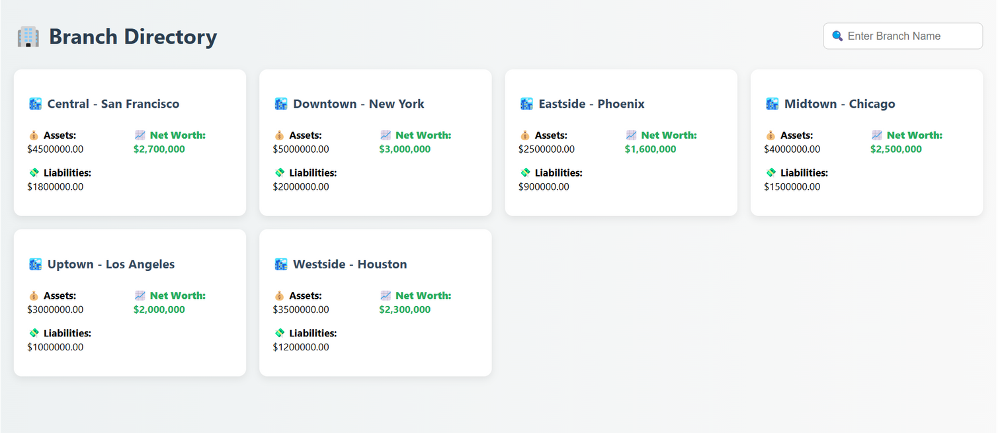 Branch Directory
Enter Branch Name
Central - San Francisco
Assets:
$4500000.00
Net Worth:
$2,700,000
Liabilities:
$1800000.00
Downtown - New York
Assets:
$5000000.00
Net Worth:
$3,000,000
Liabilities:
$2000000.00
Eastside - Phoenix
Assets:
$2500000.00
Net Worth:
$1,600,000
Liabilities:
$900000.00
Midtown - Chicago
Assets:
$4000000.00
Net Worth:
$2,500,000
Liabilities:
$1500000.00
Uptown - Los Angeles
Assets:
$3000000.00
Net Worth:
$2,000,000
Liabilities:
$1000000.00
Westside - Houston
Assets:
$3500000.00
Net Worth:
$2,300,000
Liabilities:
$1200000.00